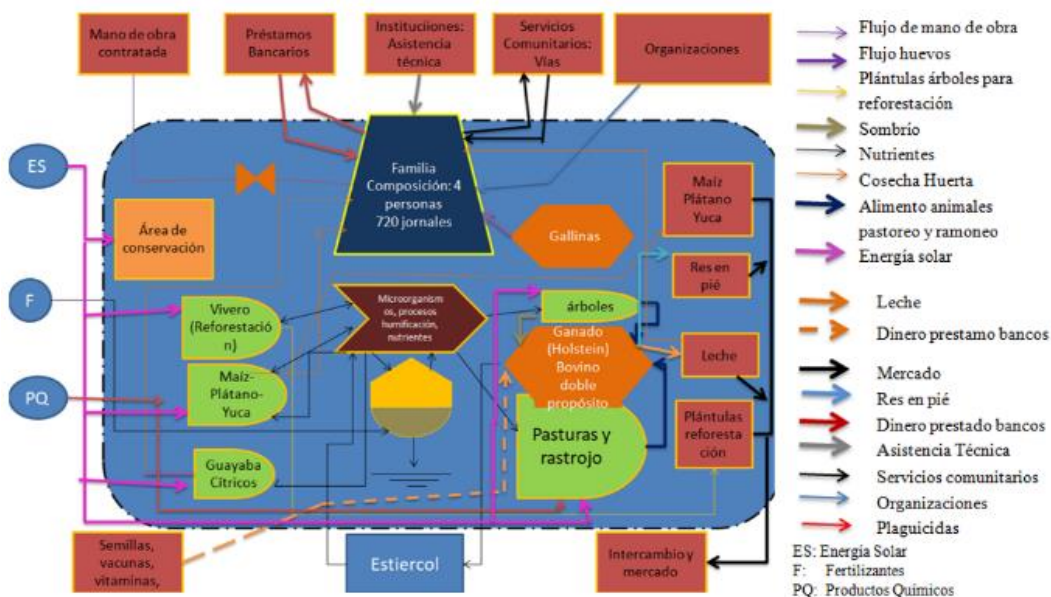 Mano de obra
contratada
Préstamos
Bancarios
Instituciiones:
Asistencia
técnica
Servicios
Comunitarios:
Vías
Organizaciones
ES
Familia
Composición: 4
personas
720 jornales
Maíz
Plátano
Yuca
Área de
conservación
Gallinas
Res en
pié
F
Vivero
(Reforestació
n)
Microorganism
os, procesos
humificación,
nutrientes
árboles
Ganado
(Holstein)
Bovino
doble
propósito
Leche
PQ
Maíz-
Plátano-
Yuca
Pasturas y
rastrojo
Plántulas
reforesta
ción
Guayaba
Cítricos
Semillas,
vacunas,
vitaminas,
Estiercol
Intercambio y
mercado
Flujo de mano de obra
Flujo huevos
Plántulas árboles para
reforestación
Sombrío
Nutrientes
Cosecha Huerta
Alimento animales
pastoreo y ramoneo
Energía solar
Leche
Dinero prestamo bancos
Mercado
Res en pié
Dinero prestado bancos
Asistencia Técnica
Servicios comunitarios
Organizaciones
Plaguicidas
ES: Energía Solar
F: Fertilizantes
PQ: Productos Químicos